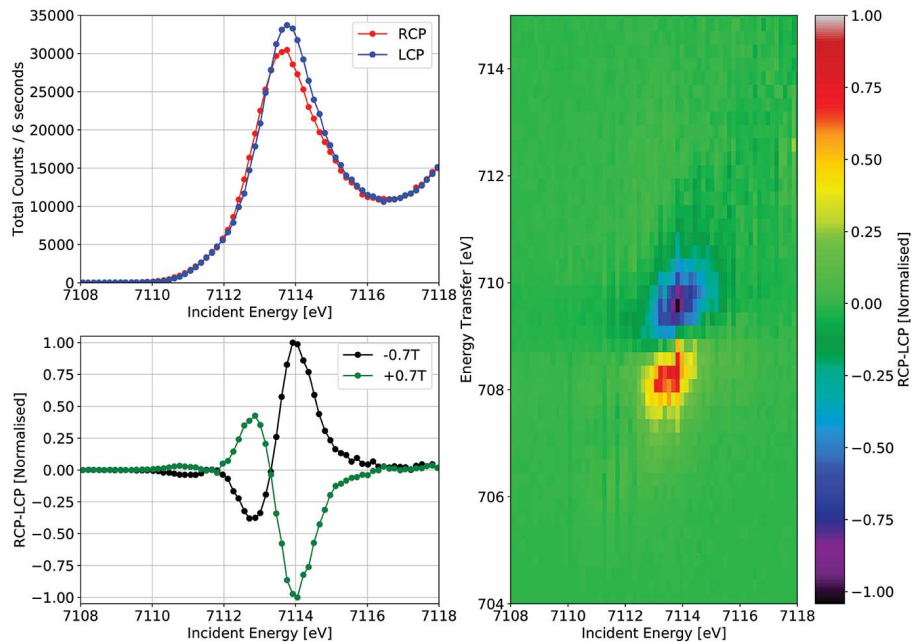 35000
30000
25000
20000
15000
10000
5000
0
Total Counts / 6 seconds
RCP
LCP
7108 7110 7112 7114 7116 7118
Incident Energy [eV]
1.00
0.75
0.50
0.25
0.00
−0.25
−0.50
−0.75
−1.00
RCP-LCP [Normalised]
-0.7T
+0.7T
7108 7110 7112 7114 7116 7118
Incident Energy [eV]
714
712
710
708
706
704
Energy Transfer [eV]
7108 7110 7112 7114 7116 7118
Incident Energy [eV]
1.00
0.75
0.50
0.25
0.00
−0.25
−0.50
−0.75
−1.00
RCP-LCP [Normalised]